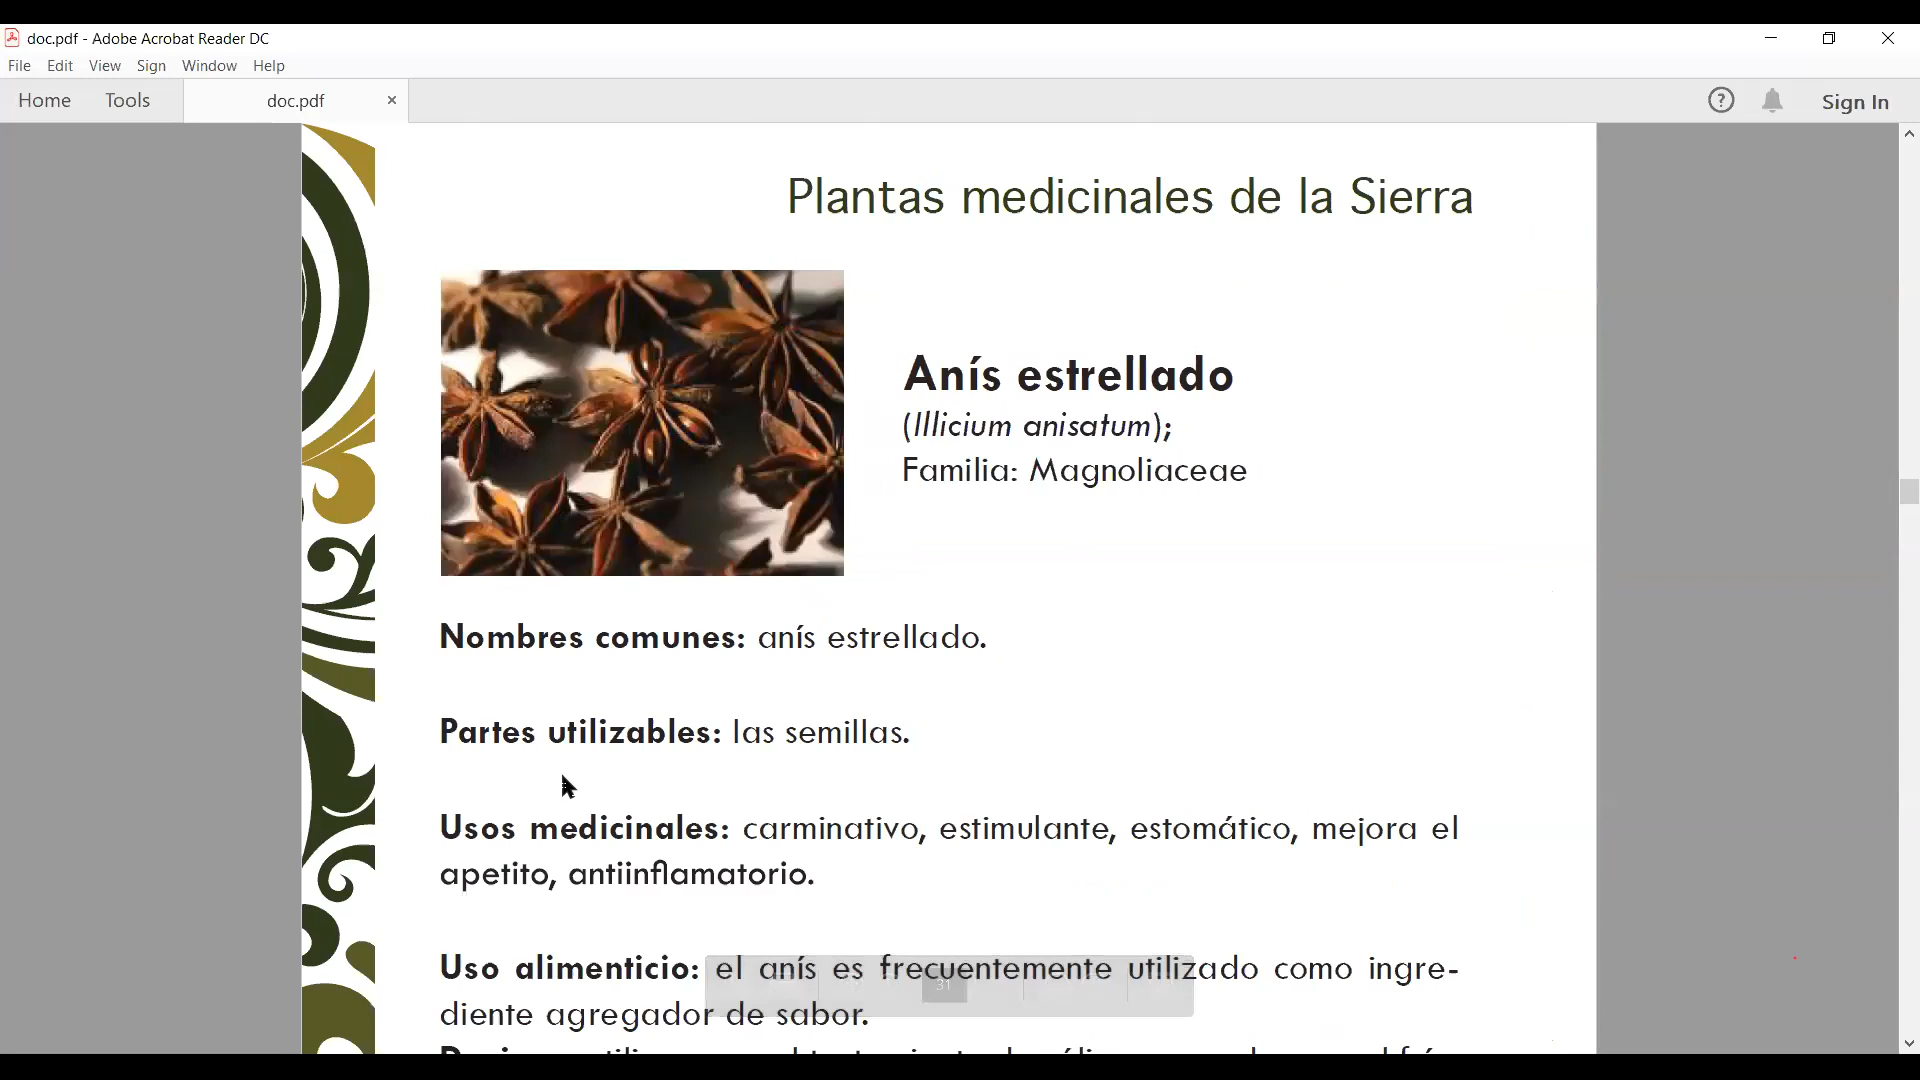 doc.pdf - Adobe Acrobat Reader DC
File Edit View Sign Window Help
Home Tools doc.pdf Sign In
Plantas medicinales de la Sierra
Anís estrellado
(Illicium anisatum);
Familia: Magnoliaceae
Nombres comunes: anís estrellado.
Partes utilizables: las semillas.
Usos medicinales: carminativo, estimulante, estomático, mejora el
apetito, antiinflamatorio.
Uso alimenticio: el anís es frecuentemente utilizado como ingre-
diente agregador de sabor.
31